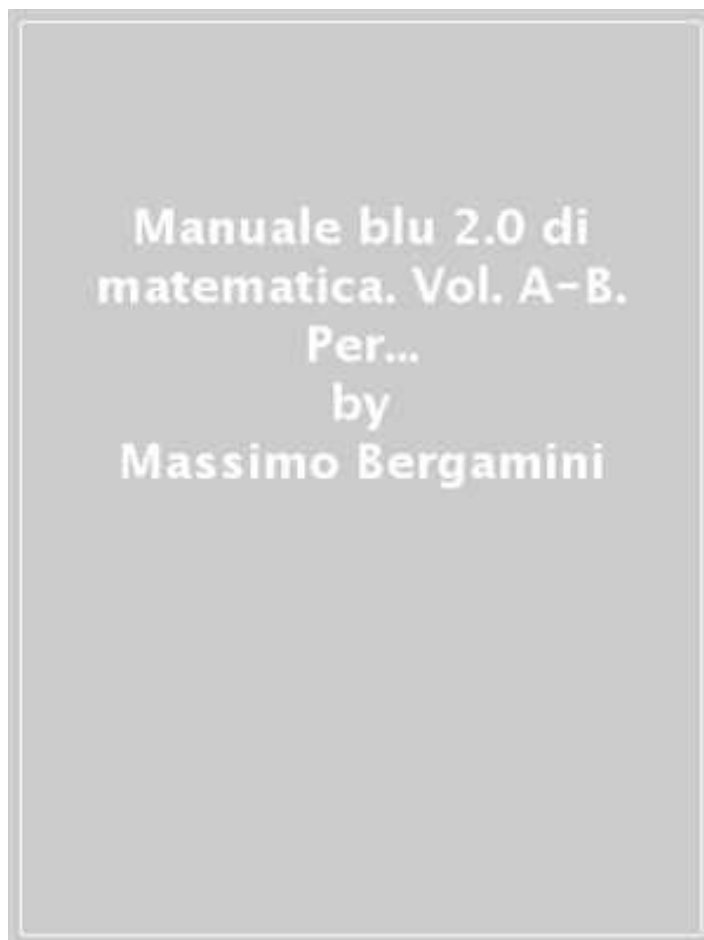 Manuale blu 2.0 di
matematica. Vol. A-B.
Per...
by
Massimo Bergamini